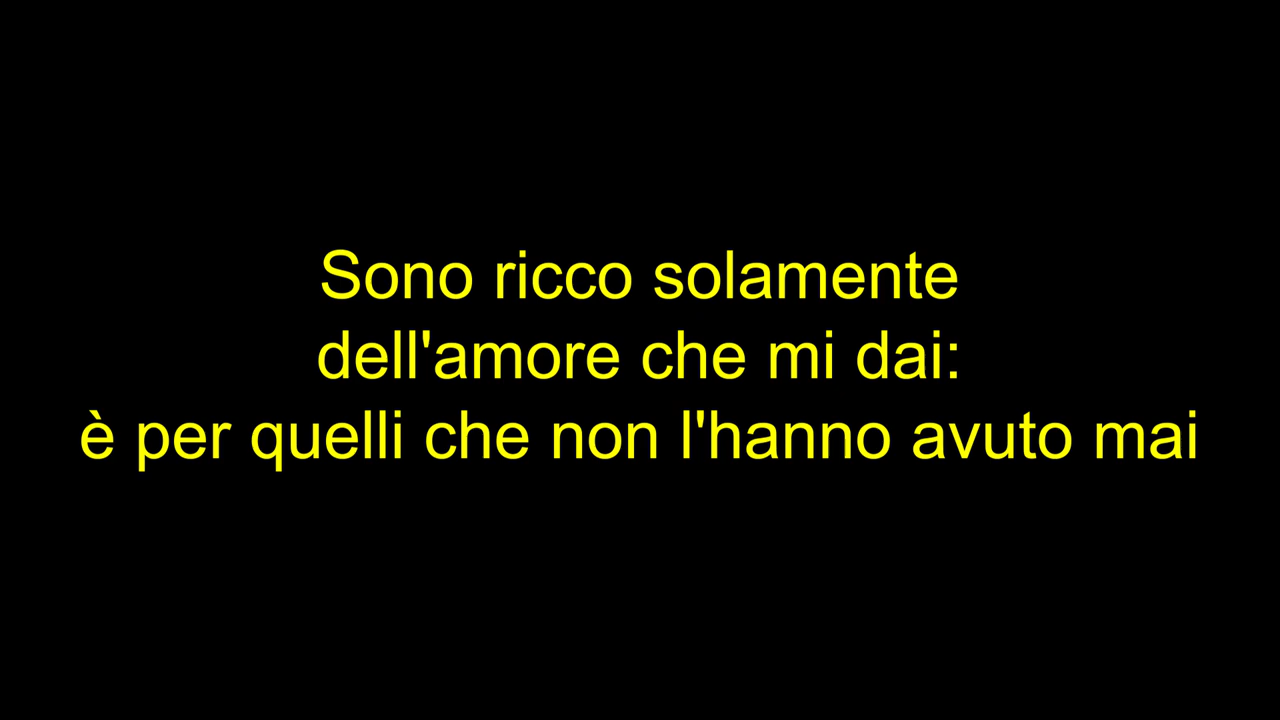 Sono ricco solamente
dell'amore che mi dai:
è per quelli che non l'hanno avuto mai